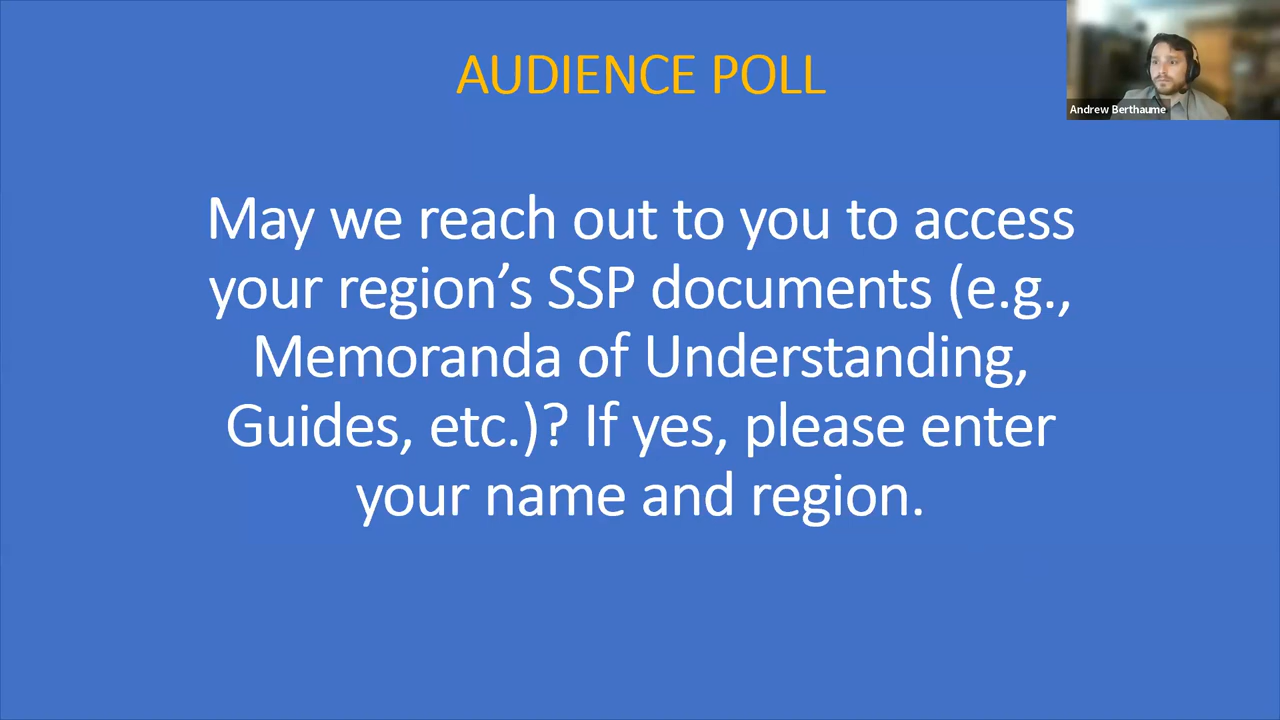 AUDIENCE POLL
Andrew Berthaume
May we reach out to you to access
your region’s SSP documents (e.g.,
Memoranda of Understanding,
Guides, etc.)? If yes, please enter
your name and region.